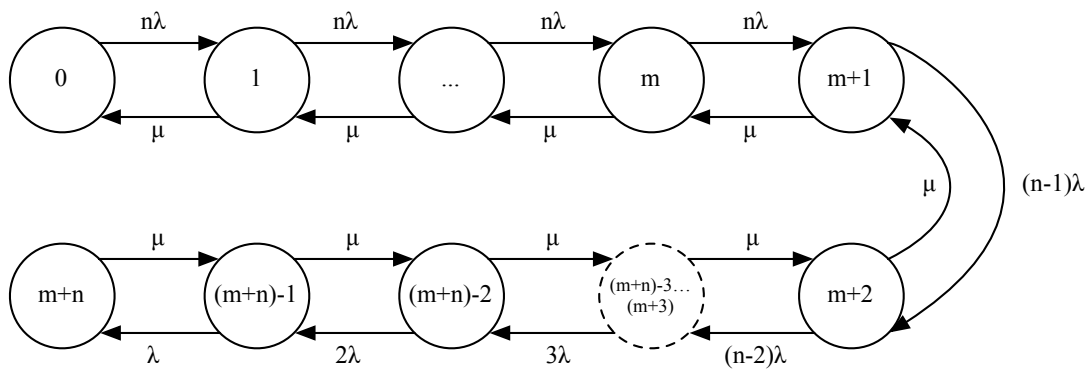 nλ nλ nλ nλ
0 1 ... m m+1
μ μ μ μ
μ (n-1)λ
μ μ μ μ
m+n (m+n)-1 (m+n)-2 (m+n)-3... m+2
(m+3)
λ 2λ 3λ (n-2)λ